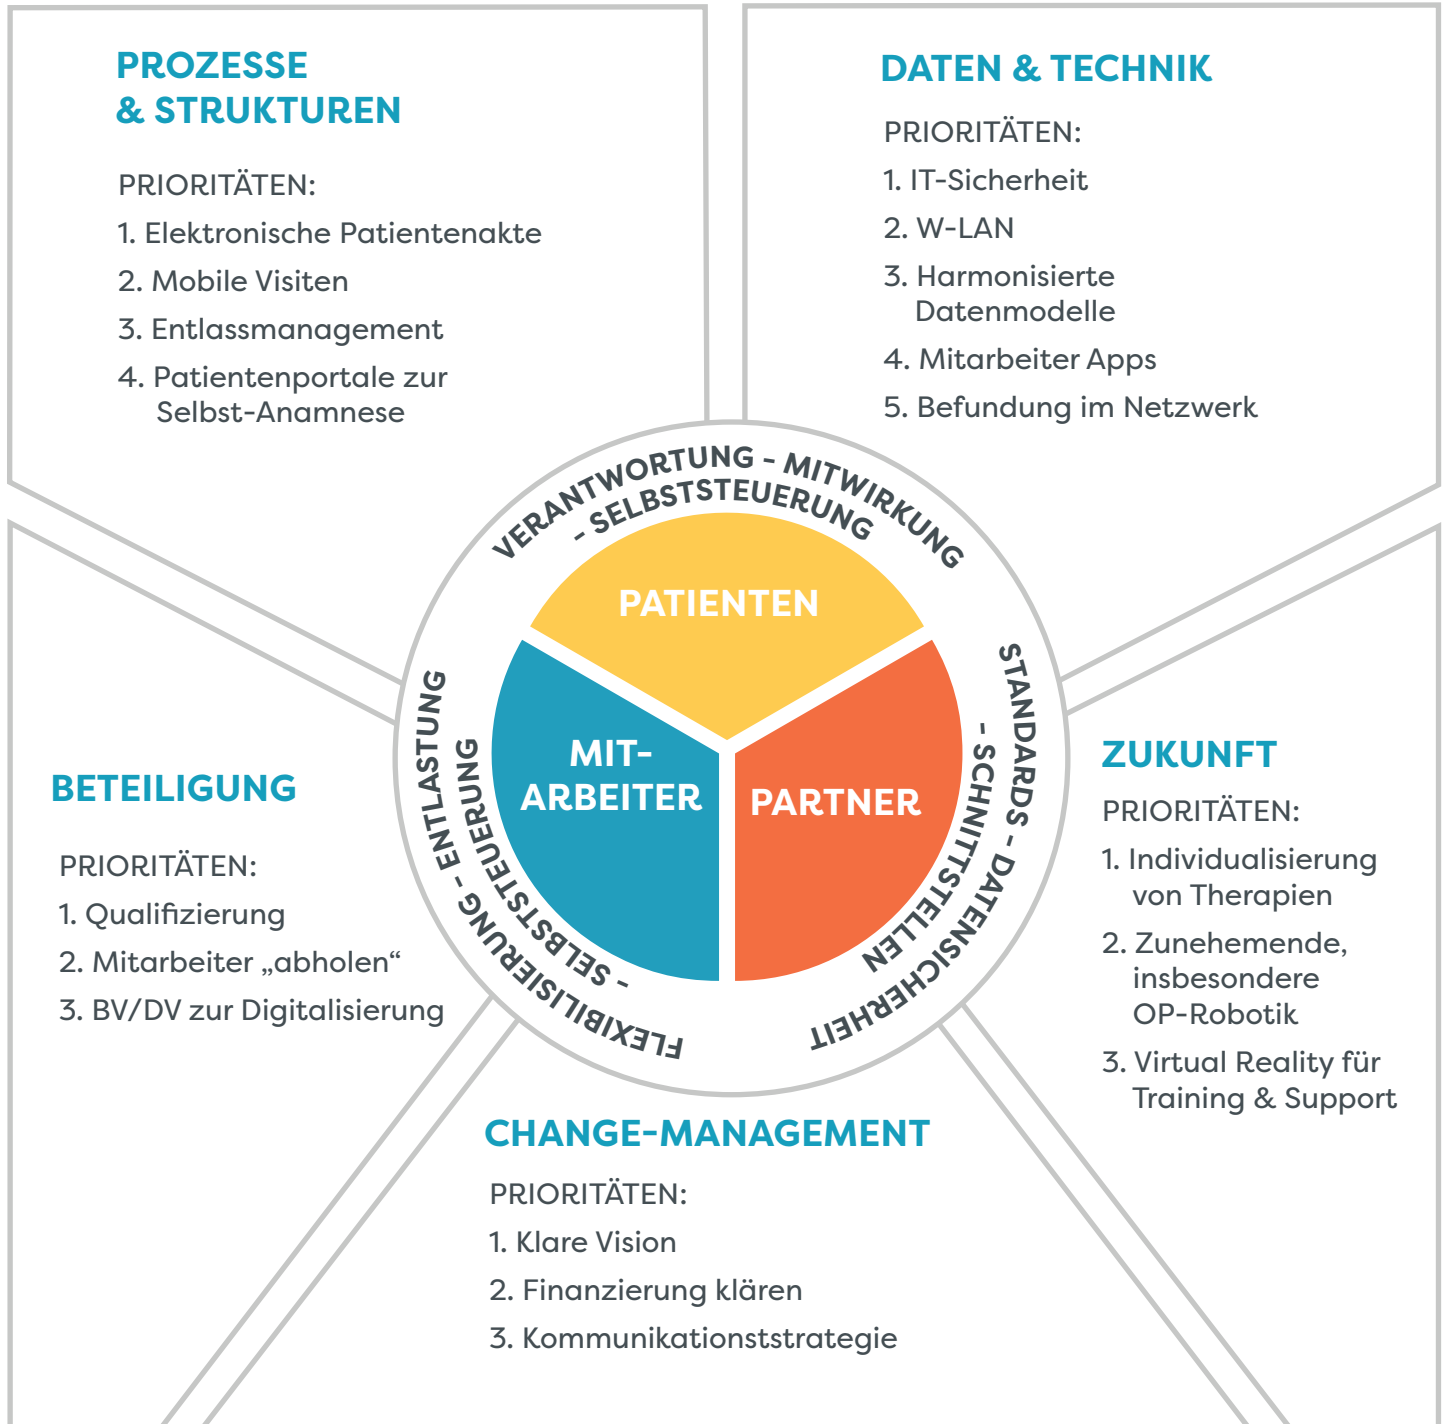 PROZESSE
& STRUKTUREN
PRIORITÄTEN:
1. Elektronische Patientenakte
2. Mobile Visiten
3. Entlassmanagement
4. Patientenportale zur
Selbst-Anamnese
DATEN & TECHNIK
PRIORITÄTEN:
1. IT-Sicherheit
2. W-LAN
3. Harmonisierte
Datenmodelle
4. Mitarbeiter Apps
5. Befundung im Netzwerk
VERANTWORTUNG - MITWIRKUNG
- SELBSTSTEUERUNG
PATIENTEN
MIT-
ARBEITER
PARTNER
FLEXIBILISIERUNG - ENTLASTUNG
- SELBSTSTEUERUNG
STANDARDS - DATENSICHERHEIT
- SCHNITTSTELLEN
BETEILIGUNG
PRIORITÄTEN:
1. Qualifizierung
2. Mitarbeiter „abholen“
3. BV/DV zur Digitalisierung
ZUKUNFT
PRIORITÄTEN:
1. Individualisierung
von Therapien
2. Zunehemende,
insbesondere
OP-Robotik
3. Virtual Reality für
Training & Support
CHANGE-MANAGEMENT
PRIORITÄTEN:
1. Klare Vision
2. Finanzierung klären
3. Kommunikationststrategie